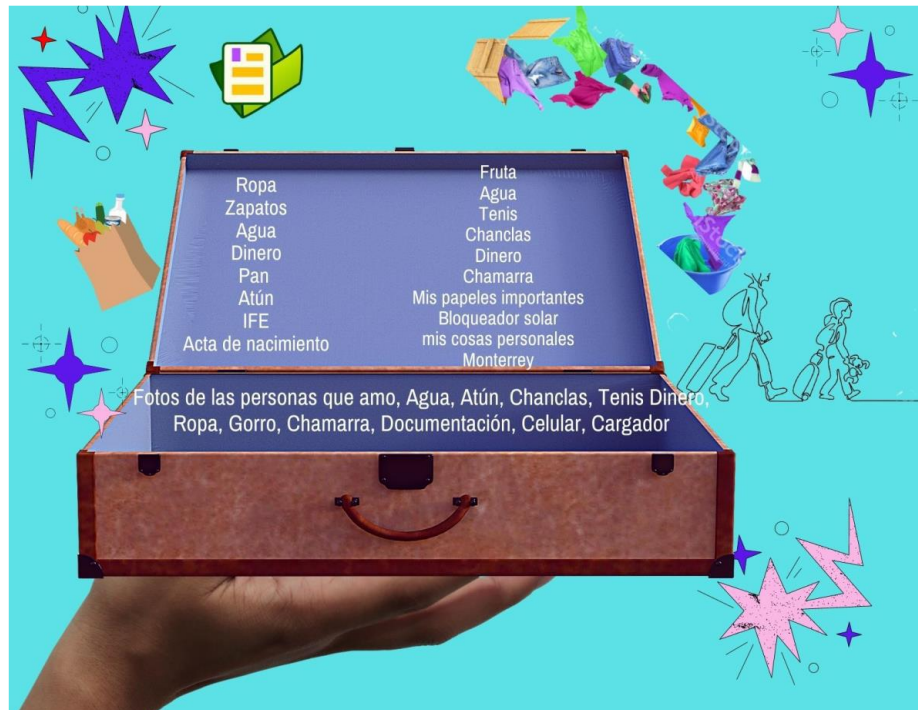 Ropa
Zapatos
Agua
Dinero
Pan
Atún
IFE
Acta de nacimiento
Fruta
Agua
Tenis
Chanclas
Dinero
Chamarra
Mis papeles importantes
Bloqueador solar
mis cosas personales
Monterrey
Fotos de las personas que amo, Agua, Atún, Chanclas, Tenis Dinero,
Ropa, Gorro, Chamarra, Documentación, Celular, Cargador